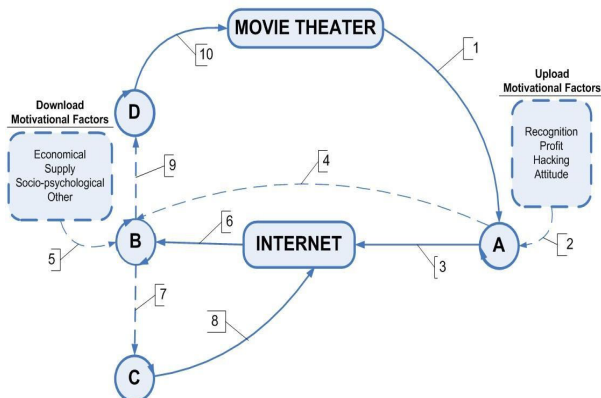 MOVIE THEATER
10
1
Download
Motivational Factors
Upload
Motivational Factors
D
Economical
Supply
Socio-psychological
Other
Recognition
Profit
Hacking
Attitude
9
4
B
6
INTERNET
A
5
3
2
7
8
C